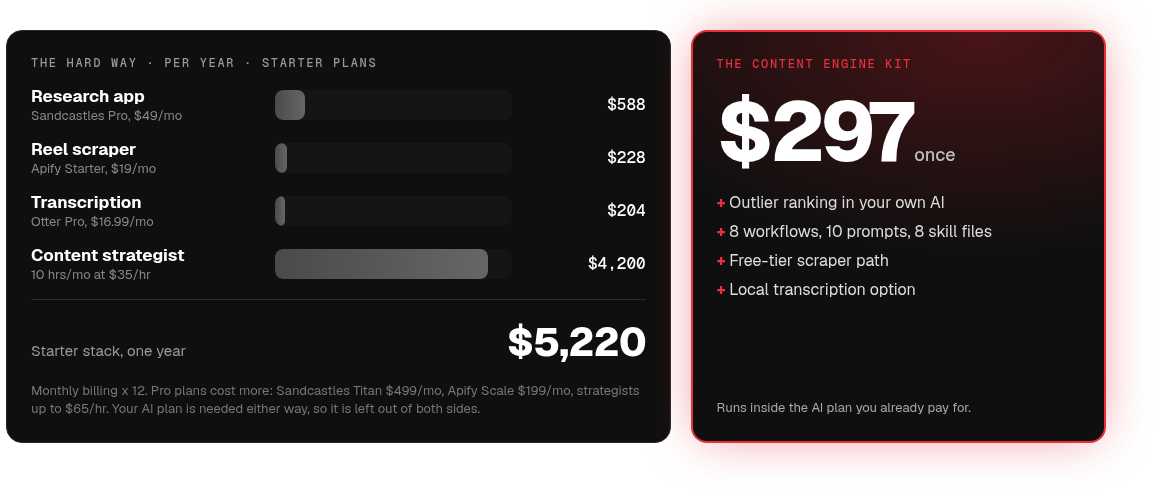 THE HARD WAY · PER YEAR · STARTER PLANS
Research app
Sandcastles Pro, $49/mo
$588
Reel scraper
Apify Starter, $19/mo
$228
Transcription
Otter Pro, $16.99/mo
$204
Content strategist
10 hrs/mo at $35/hr
$4,200
Starter stack, one year
$5,220
Monthly billing x 12. Pro plans cost more: Sandcastles Titan $499/mo, Apify Scale $199/mo, strategists
up to $65/hr. Your AI plan is needed either way, so it is left out of both sides.
THE CONTENT ENGINE KIT
$297 once
+ Outlier ranking in your own AI
+ 8 workflows, 10 prompts, 8 skill files
+ Free-tier scraper path
+ Local transcription option
Runs inside the AI plan you already pay for.